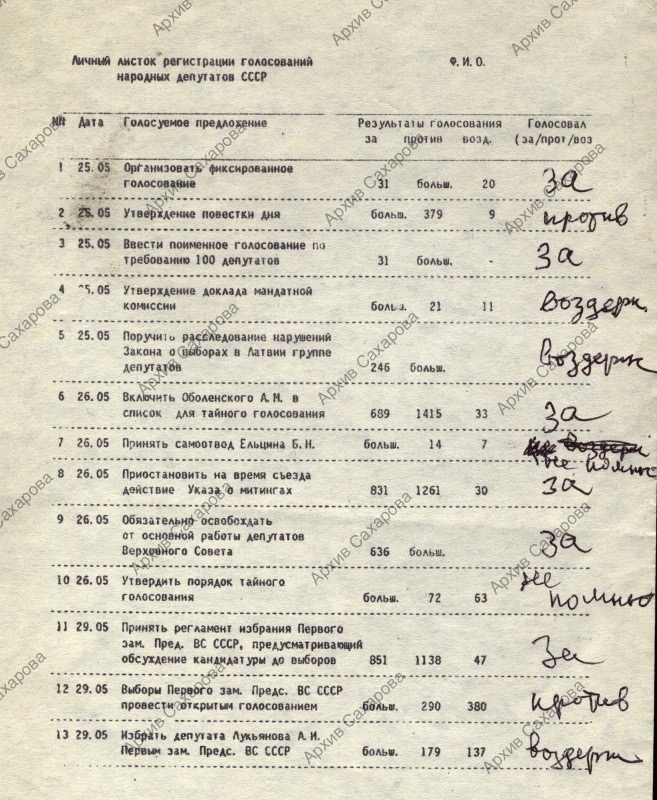 Личный листок регистрации голосований Ф.И.О.
народных депутатов СССР
№№ Дата Голосуемое предложение Результаты голосования Голосовал
за против возд. (за/прот/воз
1 25.05 Организовать фиксированное
голосование 31 больш. 20 за
2 25.05 Утверждение повестки дня больш. 379 9 против
3 25.05 Ввести поименное голосование по
требованию 100 депутатов 31 больш. - за
4 25.05 Утверждение доклада мандатной
комиссии больш. 21 11 воздерж.
5 25.05 Поручить расследование нарушений
Закона о выборах в Латвии группе
депутатов 246 больш. воздерж
6 26.05 Включить Оболенского А.М. в
список для тайного голосования 689 1415 33 за
7 26.05 Принять самоотвод Ельцина Б.Н. больш. 14 7 воздерж
не помню
8 26.05 Приостановить на время съезда
действие Указа о митингах 831 1261 30 за
9 26.05 Обязательно освобождать
от основной работы депутатов
Верховного Совета 636 больш. за
10 26.05 Утвердить порядок тайного не
голосования больш. 72 63 помню
11 29.05 Принять регламент избрания Первого
зам. Пред. ВС СССР, предусматривающий
обсуждение кандидатуры до выборов 851 1138 47 За
12 29.05 Выборы Первого зам. Предс. ВС СССР
провести открытым голосованием больш. 290 380 против
13 29.05 Избрать депутата Лукьянова А.И.
Первым зам. Предс. ВС СССР больш. 179 137 воздерж.
Архив Сахарова